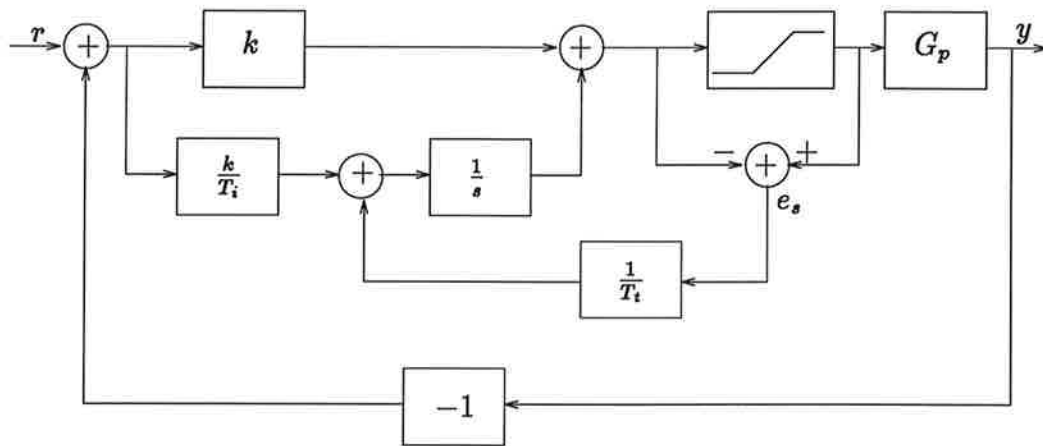 r
+
k
+
G_p
y
k/T_i
+
1/s
−
+
+
e_s
1/T_t
−1